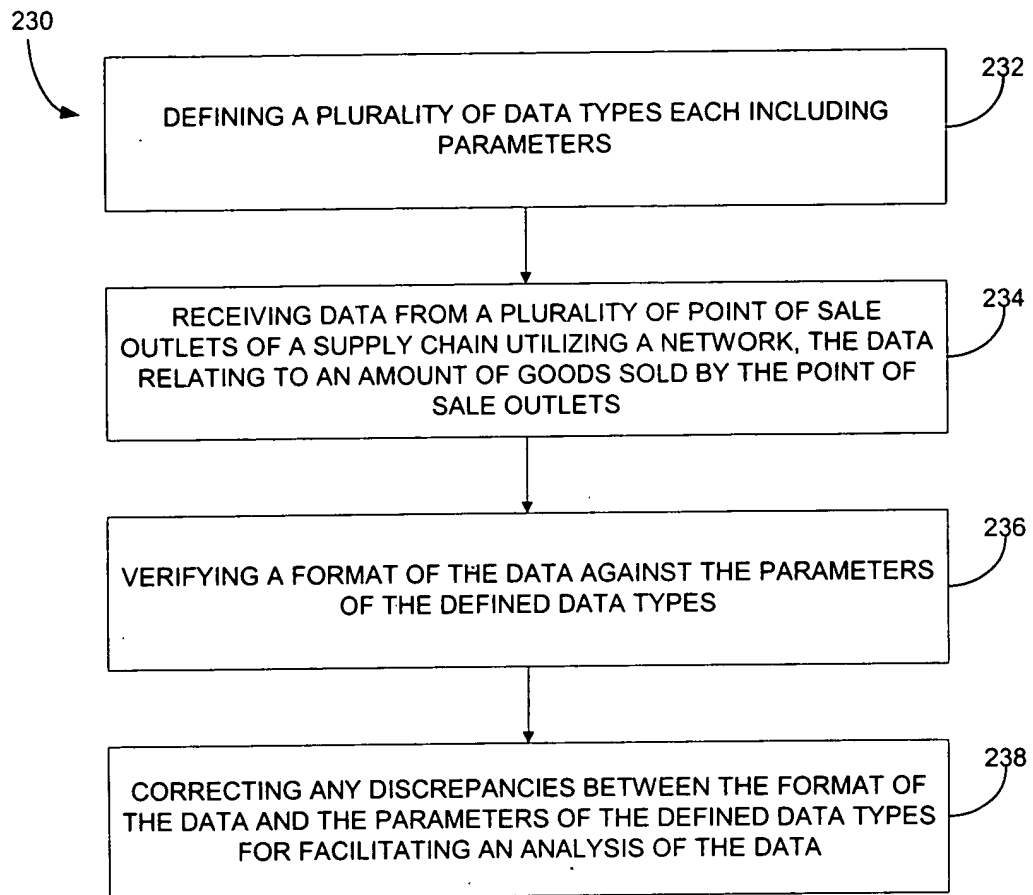 230
232
DEFINING A PLURALITY OF DATA TYPES EACH INCLUDING
PARAMETERS
234
RECEIVING DATA FROM A PLURALITY OF POINT OF SALE
OUTLETS OF A SUPPLY CHAIN UTILIZING A NETWORK, THE DATA
RELATING TO AN AMOUNT OF GOODS SOLD BY THE POINT OF
SALE OUTLETS
236
VERIFYING A FORMAT OF THE DATA AGAINST THE PARAMETERS
OF THE DEFINED DATA TYPES
238
CORRECTING ANY DISCREPANCIES BETWEEN THE FORMAT OF
THE DATA AND THE PARAMETERS OF THE DEFINED DATA TYPES
FOR FACILITATING AN ANALYSIS OF THE DATA